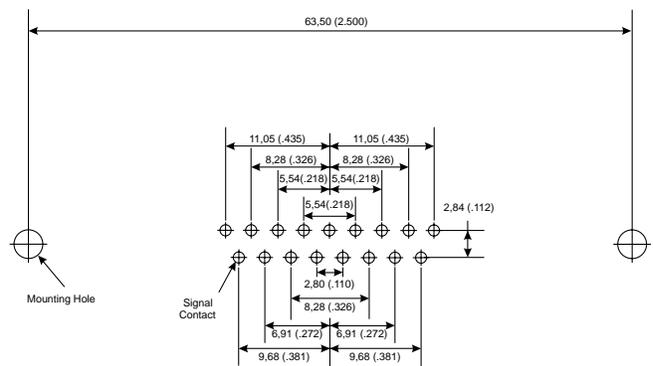 63,50 (2.500)
11,05 (.435) 11,05 (.435)
8,28 (.326) 8,28 (.326)
5,54(.218) 5,54(.218)
5,54(.218)
2,84 (.112)
Mounting Hole
Signal
Contact
2,80 (.110)
8,28 (.326)
6,91 (.272) 6,91 (.272)
9,68 (.381) 9,68 (.381)